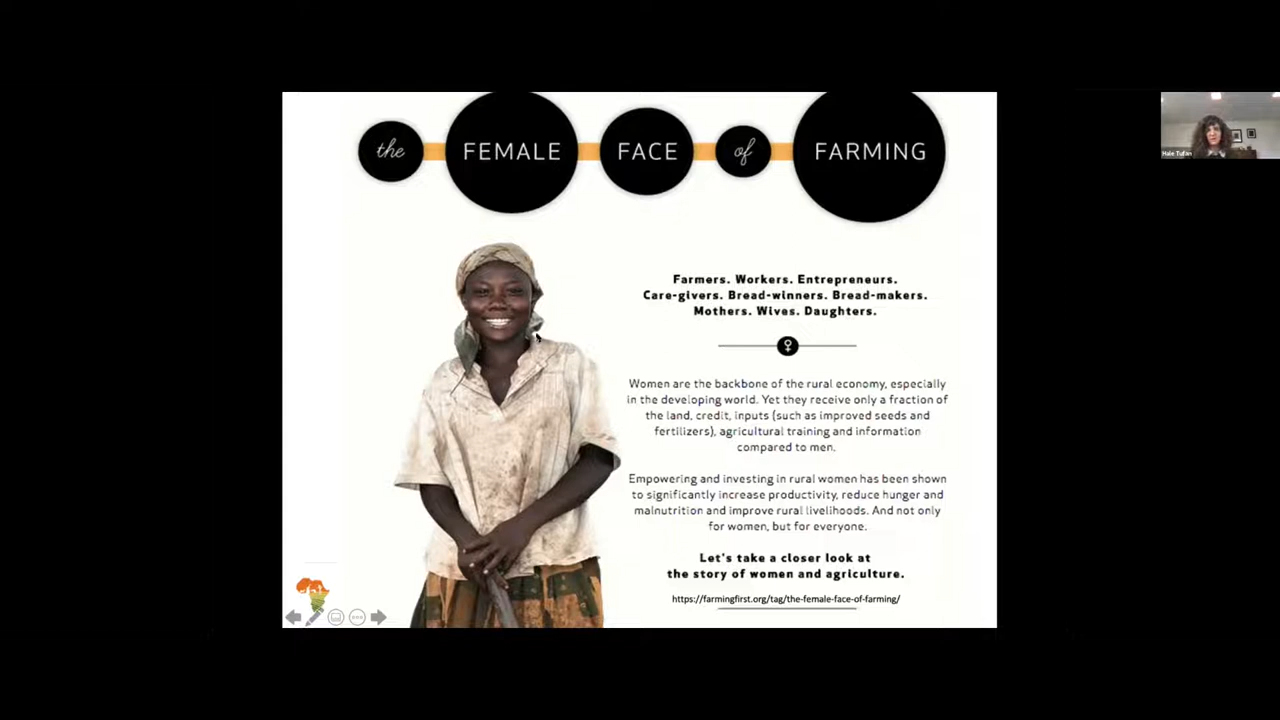 the FEMALE FACE of FARMING
Hale Tufan
Farmers. Workers. Entrepreneurs.
Care-givers. Bread-winners. Bread-makers.
Mothers. Wives. Daughters.
Women are the backbone of the rural economy, especially
in the developing world. Yet they receive only a fraction of
the land, credit, inputs (such as improved seeds and
fertilizers), agricultural training and information
compared to men.
Empowering and investing in rural women has been shown
to significantly increase productivity, reduce hunger and
malnutrition and improve rural livelihoods. And not only
for women, but for everyone.
Let's take a closer look at
the story of women and agriculture.
https://farmingfirst.org/tag/the-female-face-of-farming/